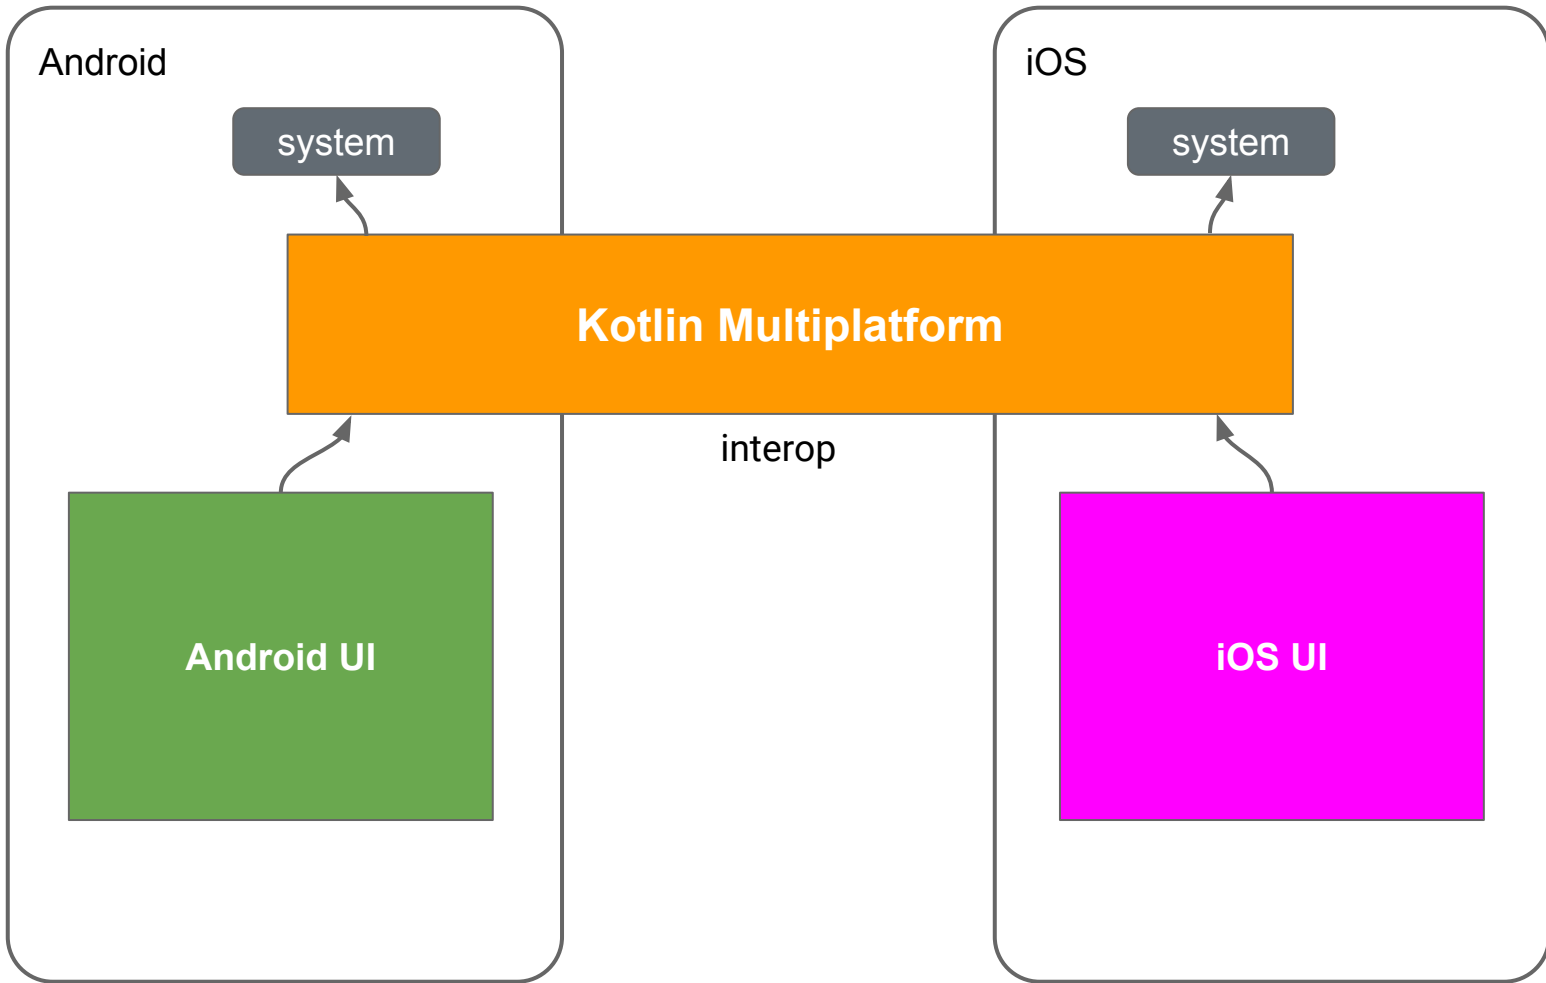 Android
iOS
system
system
Kotlin Multiplatform
interop
Android UI
iOS UI